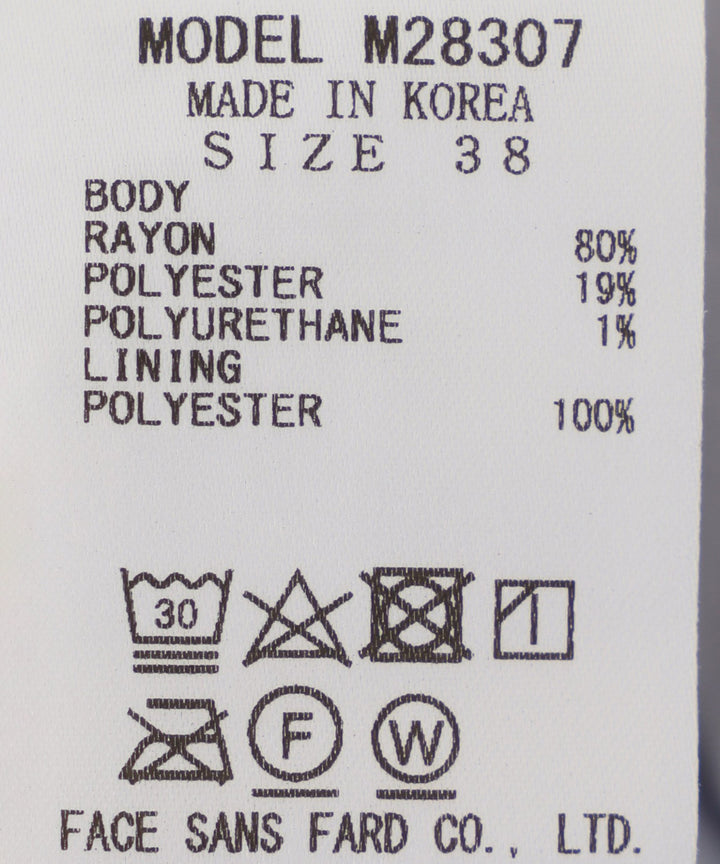 MODEL M28307
MADE IN KOREA
SIZE 38
BODY
RAYON 80%
POLYESTER 19%
POLYURETHANE 1%
LINING
POLYESTER 100%
30
F W
FACE SANS FARD CO., LTD.